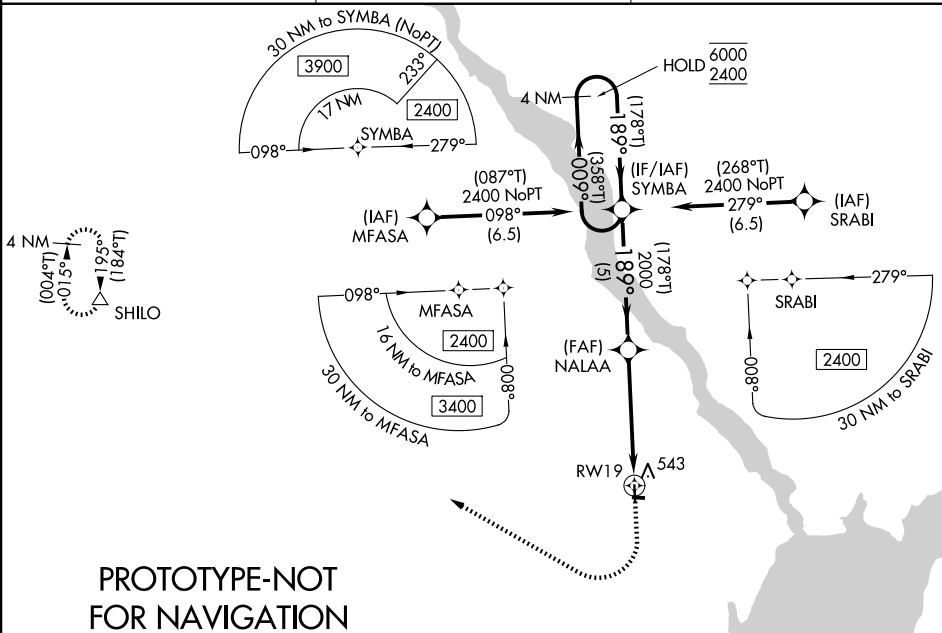 30 NM to SYMBA (NoPT)
3900
233°
17 NM
2400
SYMBA
098°
279°
HOLD
6000
2400
4 NM
(178°T)
189°
(358°T)
009°
(IF/IAF)
SYMBA
(087°T)
2400 NoPT
098°
(6.5)
(IAF)
MFASA
(268°T)
2400 NoPT
279°
(6.5)
(IAF)
SRABI
4 NM
(004°T)
015°
195°
(184°T)
SHILO
(178°T)
2000
189°
(5)
098°
MFASA
2400
16 NM to MFASA
008°
3400
30 NM to MFASA
(FAF)
NALAA
279°
SRABI
2400
008°
30 NM to SRABI
RW19
543
PROTOTYPE-NOT
FOR NAVIGATION